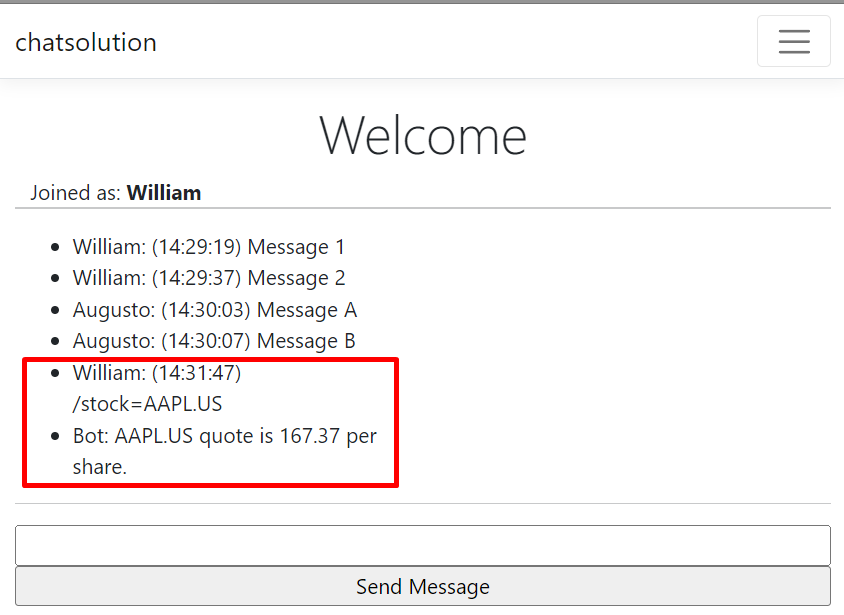 chatsolution
Welcome
Joined as: William
William: (14:29:19) Message 1
William: (14:29:37) Message 2
Augusto: (14:30:03) Message A
Augusto: (14:30:07) Message B
William: (14:31:47)
/stock=AAPL.US
Bot: AAPL.US quote is 167.37 per
share.
Send Message